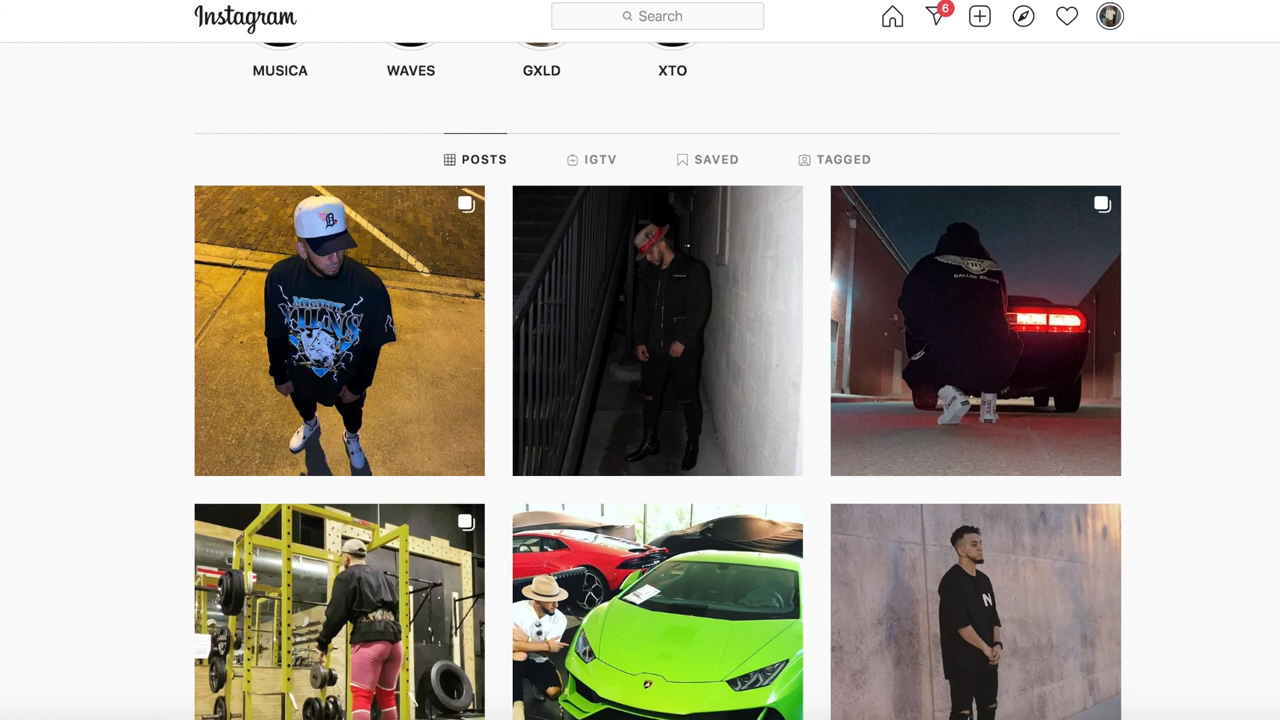 Instagram
Search
6
MUSICA
WAVES
GXLD
XTO
POSTS
IGTV
SAVED
TAGGED
N